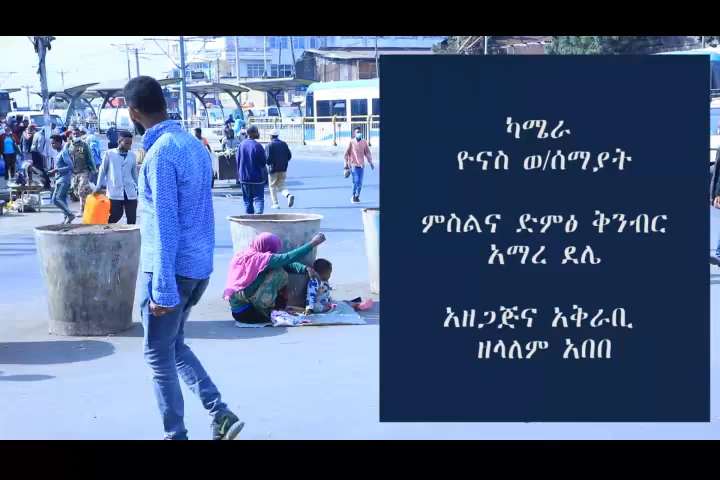 ካሜራ
ዮናስ ወ/ሰማያት
ምስልና ድምፅ ቅንብር
አማረ ደሌ
አዘጋጅና አቅራቢ
ዘላለም አበበ